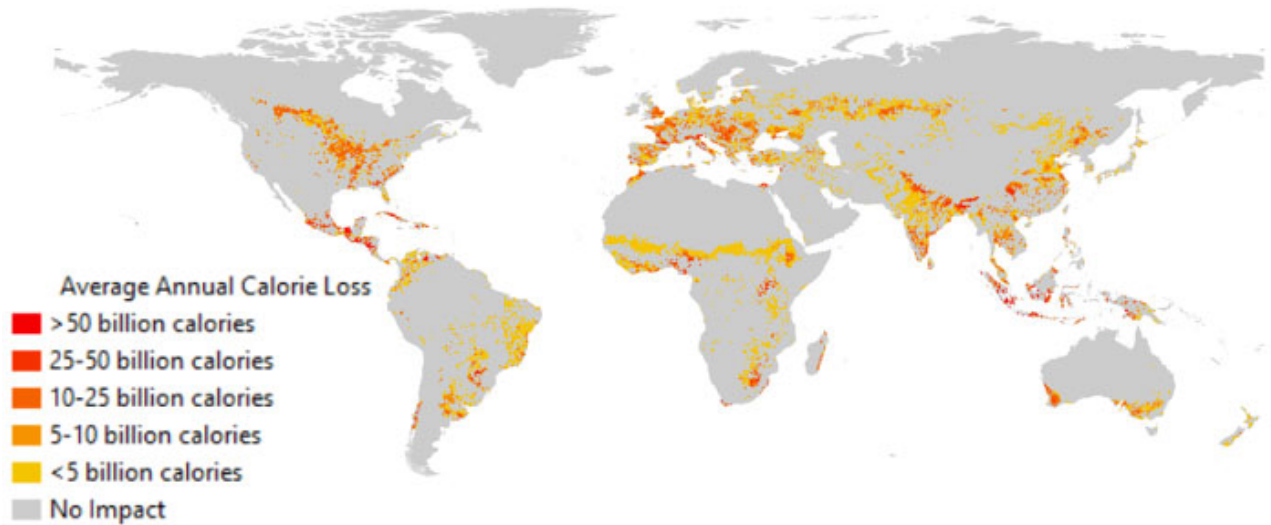 Average Annual Calorie Loss
>50 billion calories
25-50 billion calories
10-25 billion calories
5-10 billion calories
<5 billion calories
No Impact